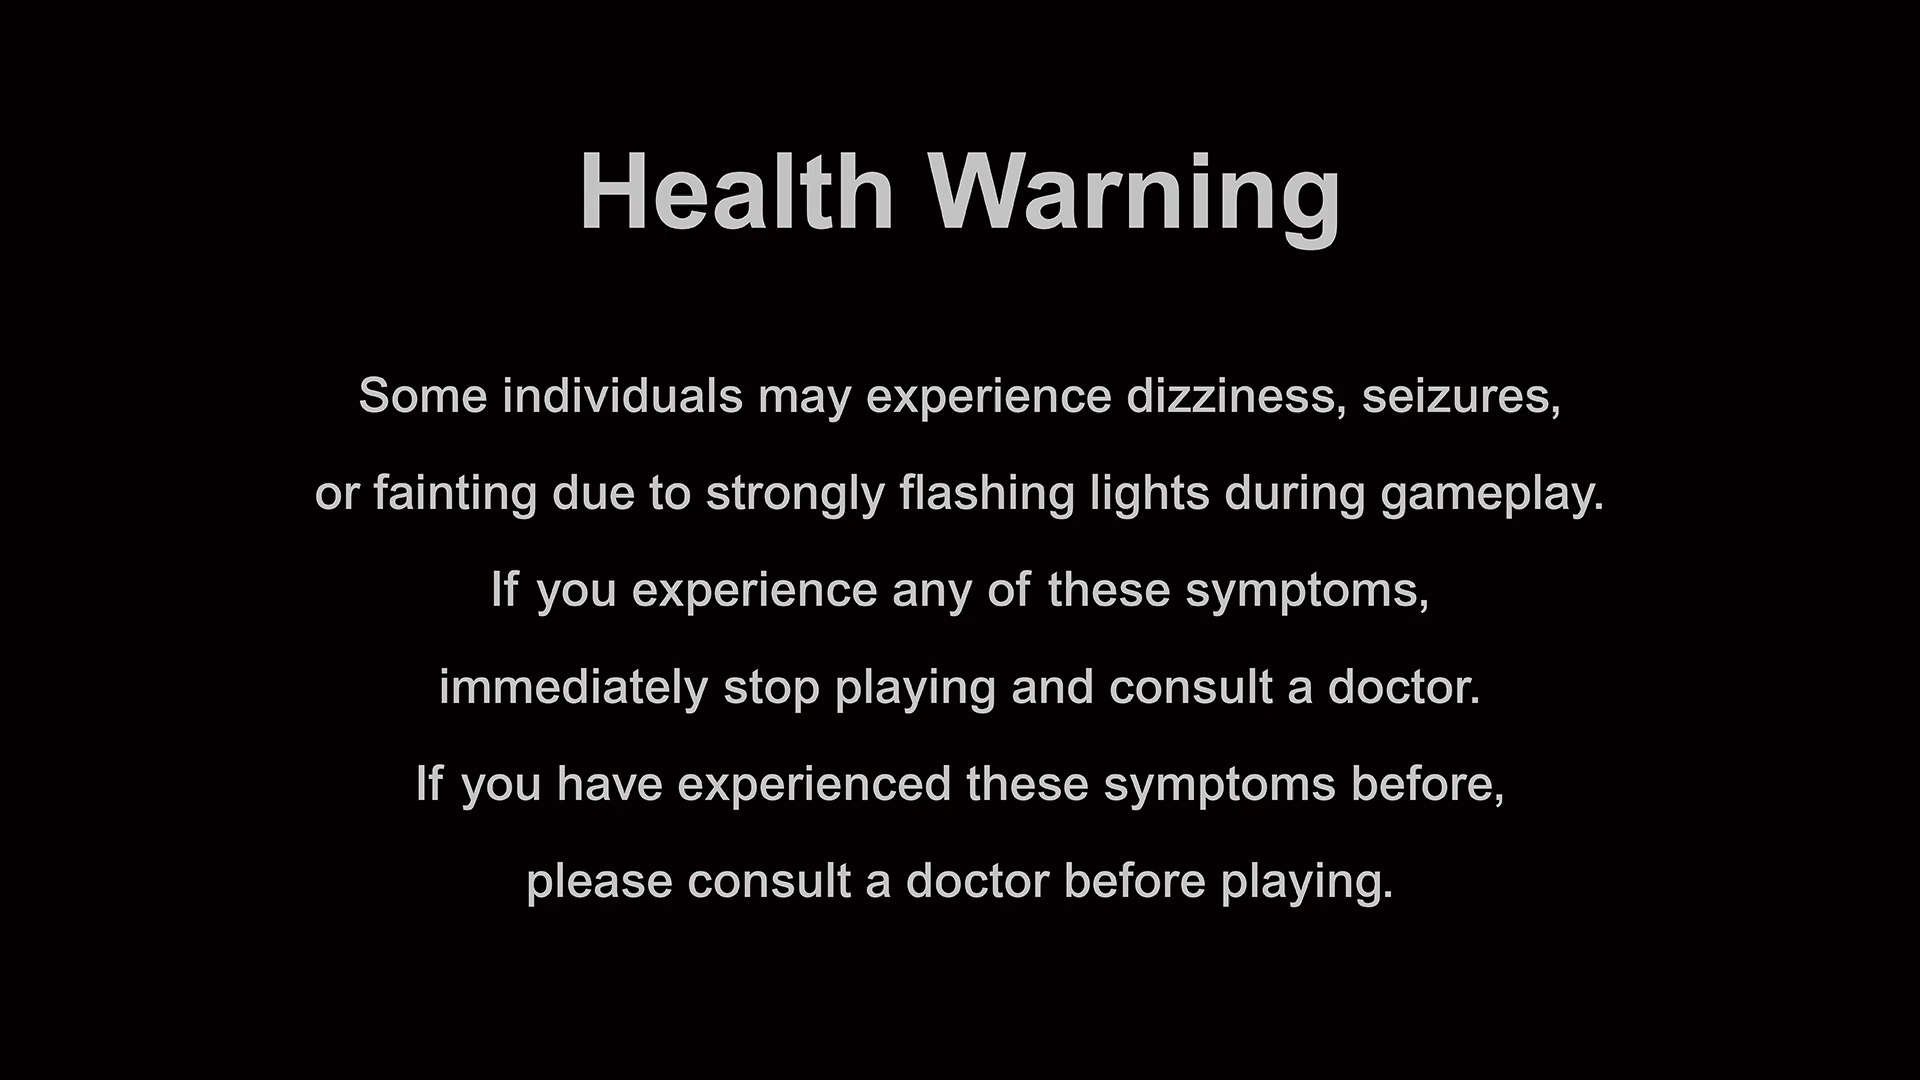 Health Warning
Some individuals may experience dizziness, seizures,
or fainting due to strongly flashing lights during gameplay.
If you experience any of these symptoms,
immediately stop playing and consult a doctor.
If you have experienced these symptoms before,
please consult a doctor before playing.